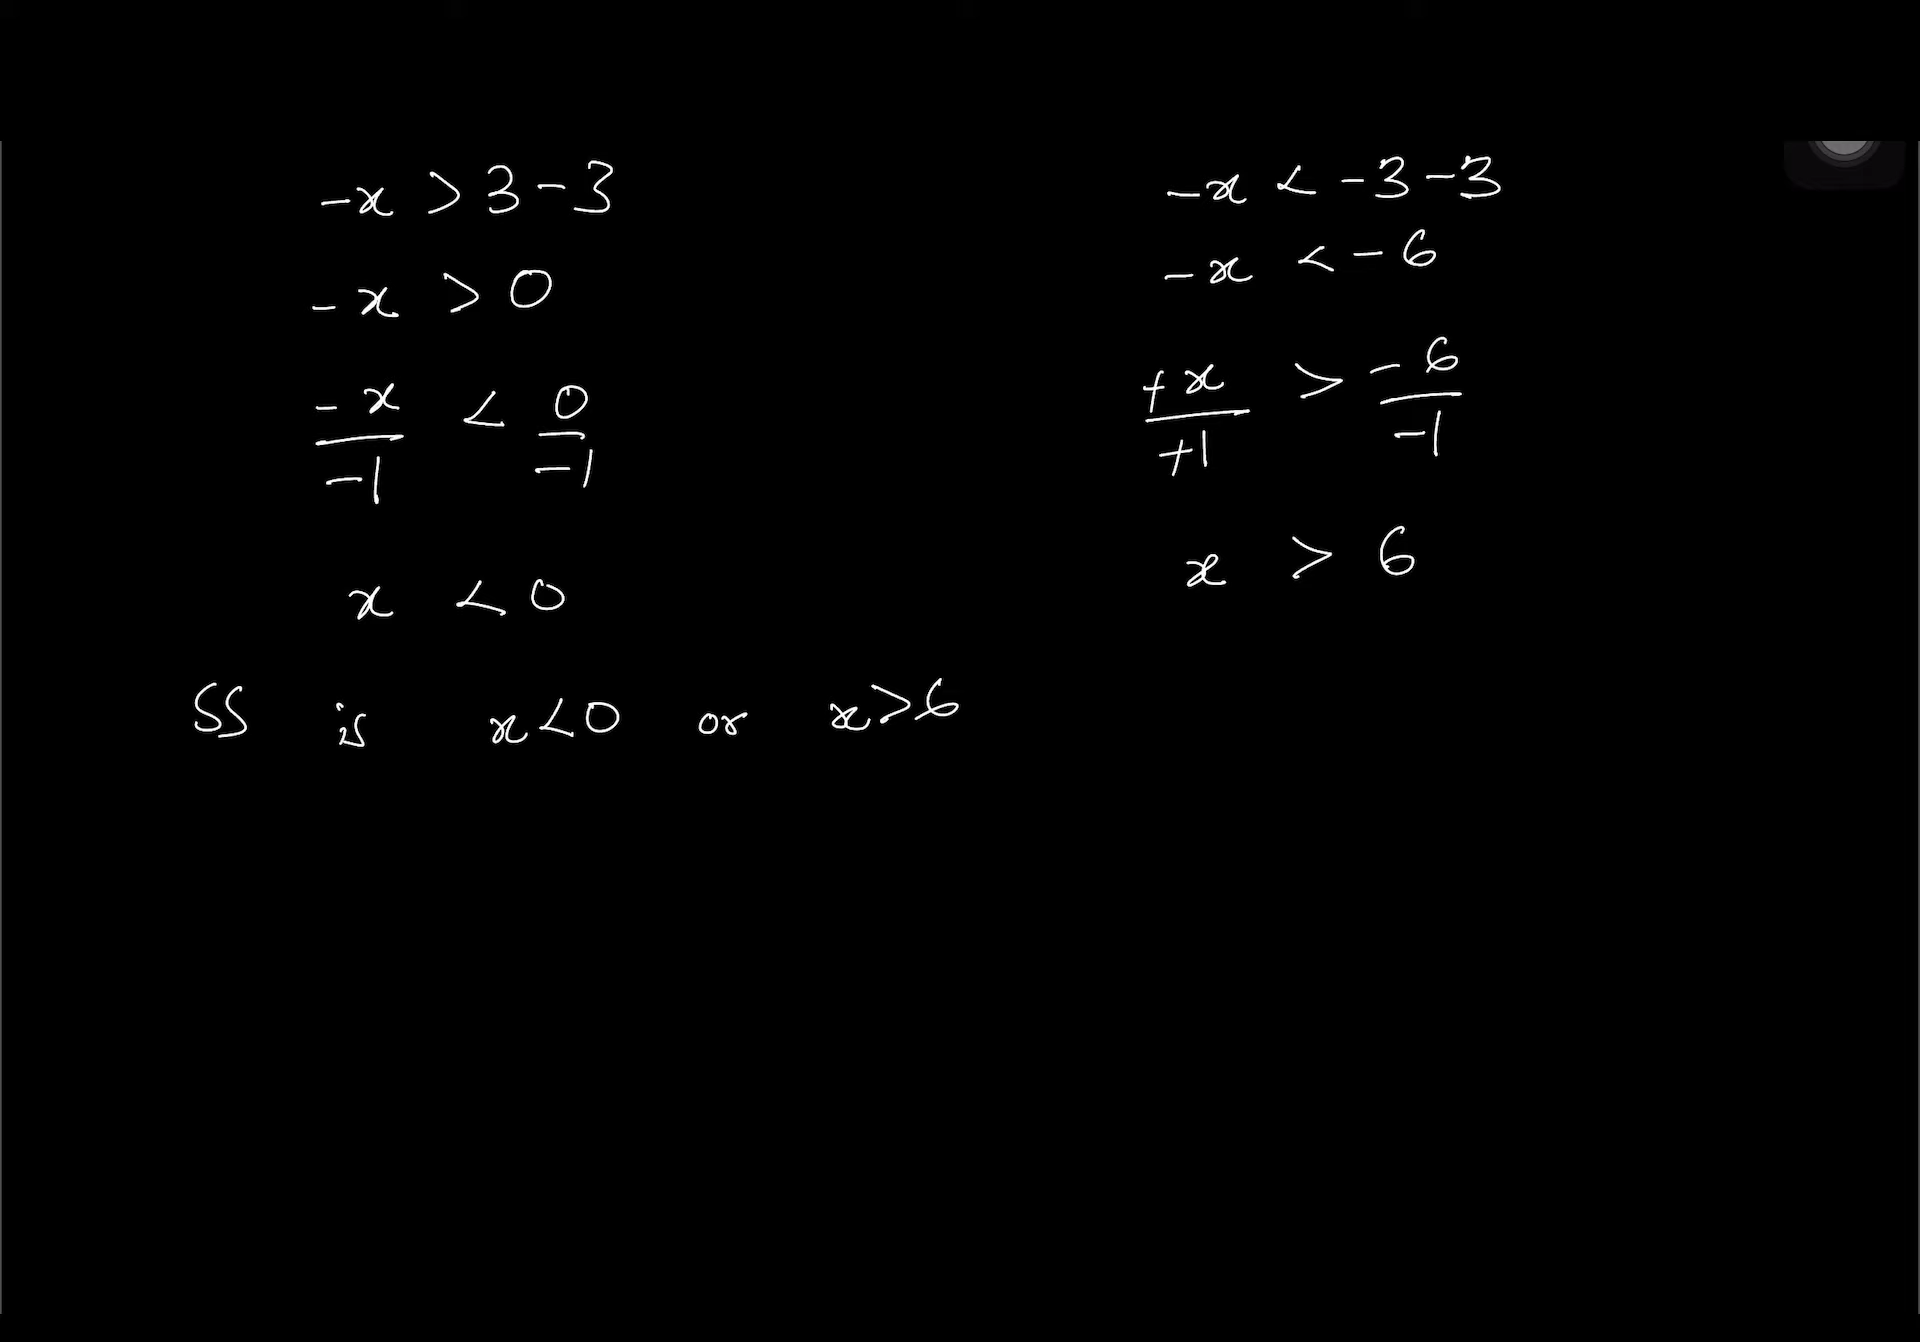 -x > 3-3
-x > 0
-x/-1 < 0/-1
x < 0
-x < -3-3
-x < -6
+x/+1 > -6/-1
x > 6
SS is x<0 or x>6